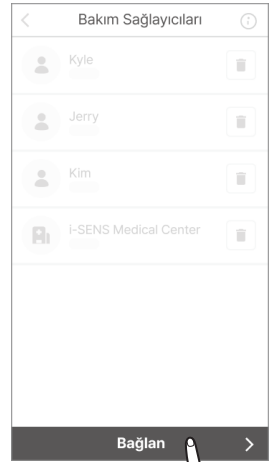 Bakım Sağlayıcıları
Kyle
Jerry
Kim
i-SENS Medical Center
Bağlan